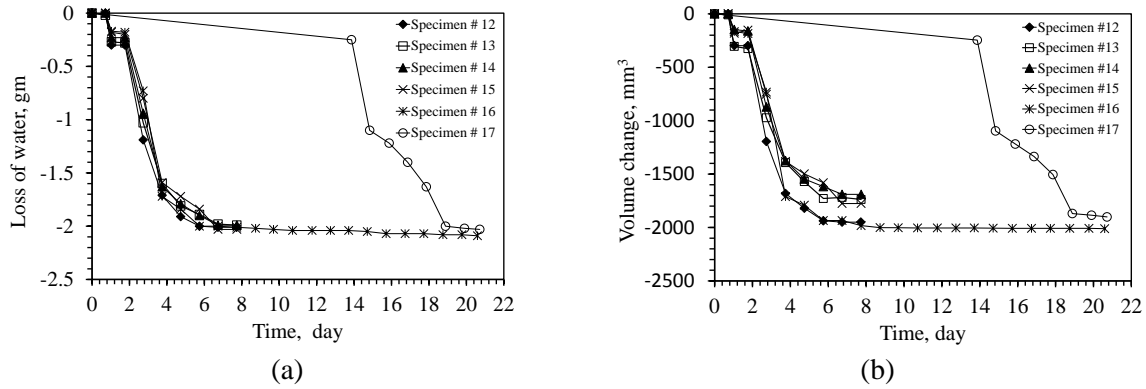 0
-0.5
-1
-1.5
-2
-2.5
Loss of water, gm
0 2 4 6 8 10 12 14 16 18 20 22
Time, day
Specimen # 12
Specimen # 13
Specimen # 14
Specimen # 15
Specimen # 16
Specimen # 17
(a)
0
-500
-1000
-1500
-2000
-2500
Volume change, mm³
0 2 4 6 8 10 12 14 16 18 20 22
Time, day
Specimen #12
Specimen #13
Specimen #14
Specimen #15
Specimen #16
Specimen #17
(b)